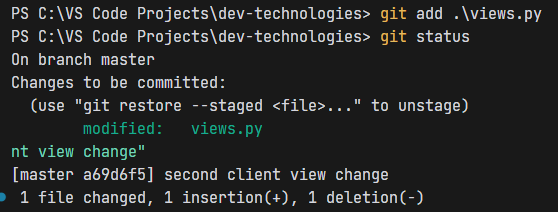 PS C:\VS Code Projects\dev-technologies> git add .\views.py
PS C:\VS Code Projects\dev-technologies> git status
On branch master
Changes to be committed:
  (use "git restore --staged <file>..." to unstage)
        modified:   views.py
nt view change"
[master a69d6f5] second client view change
 1 file changed, 1 insertion(+), 1 deletion(-)